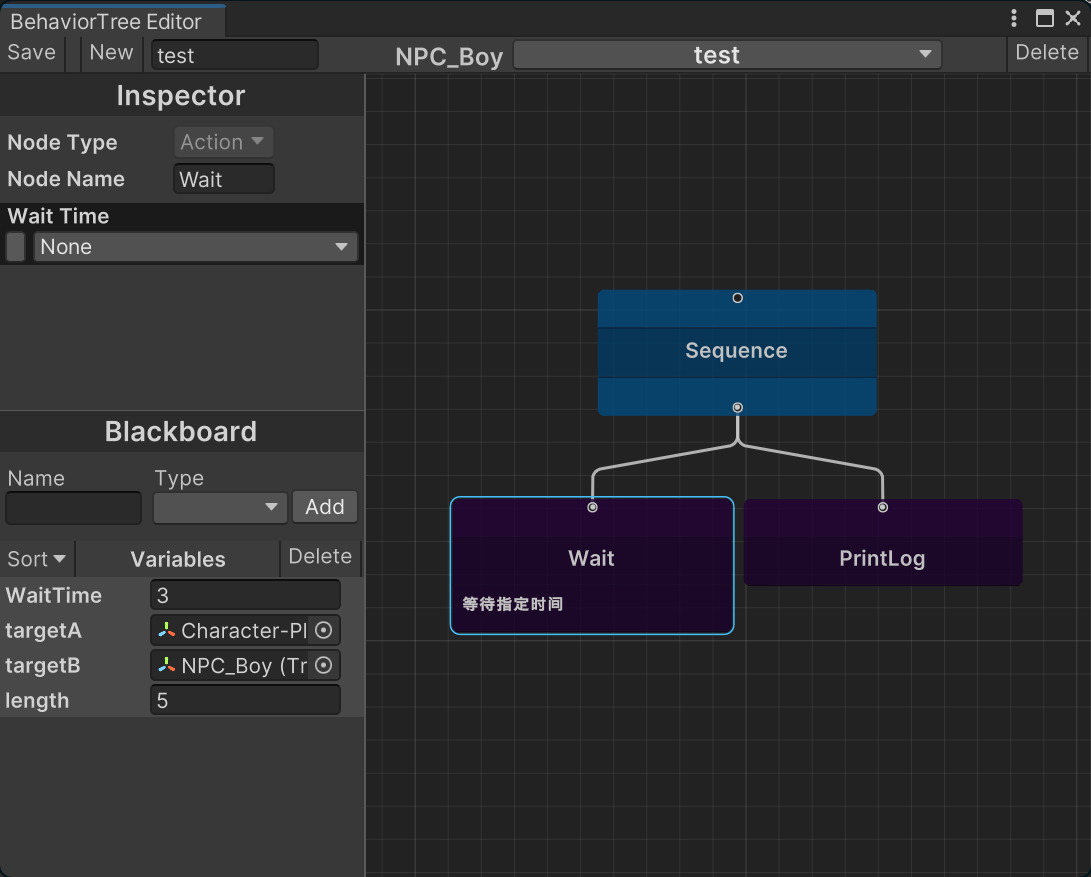 BehaviorTree Editor
Save New test NPC_Boy test Delete
Inspector
Node Type Action
Node Name Wait
Wait Time
None
Sequence
Wait
等待指定时间
PrintLog
Blackboard
Name Type
Add
Sort Variables Delete
WaitTime 3
targetA Character-Pl
targetB NPC_Boy (Tr
length 5